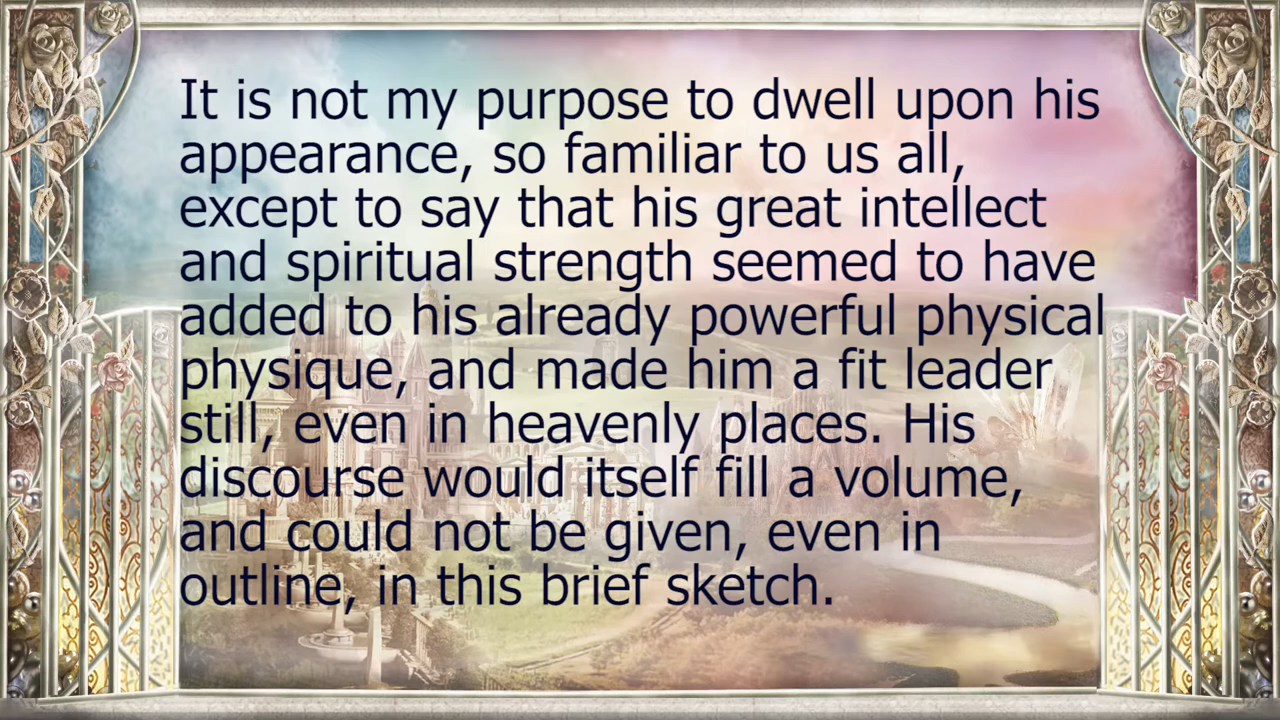 It is not my purpose to dwell upon his
appearance, so familiar to us all,
except to say that his great intellect
and spiritual strength seemed to have
added to his already powerful physical
physique, and made him a fit leader
still, even in heavenly places. His
discourse would itself fill a volume,
and could not be given, even in
outline, in this brief sketch.